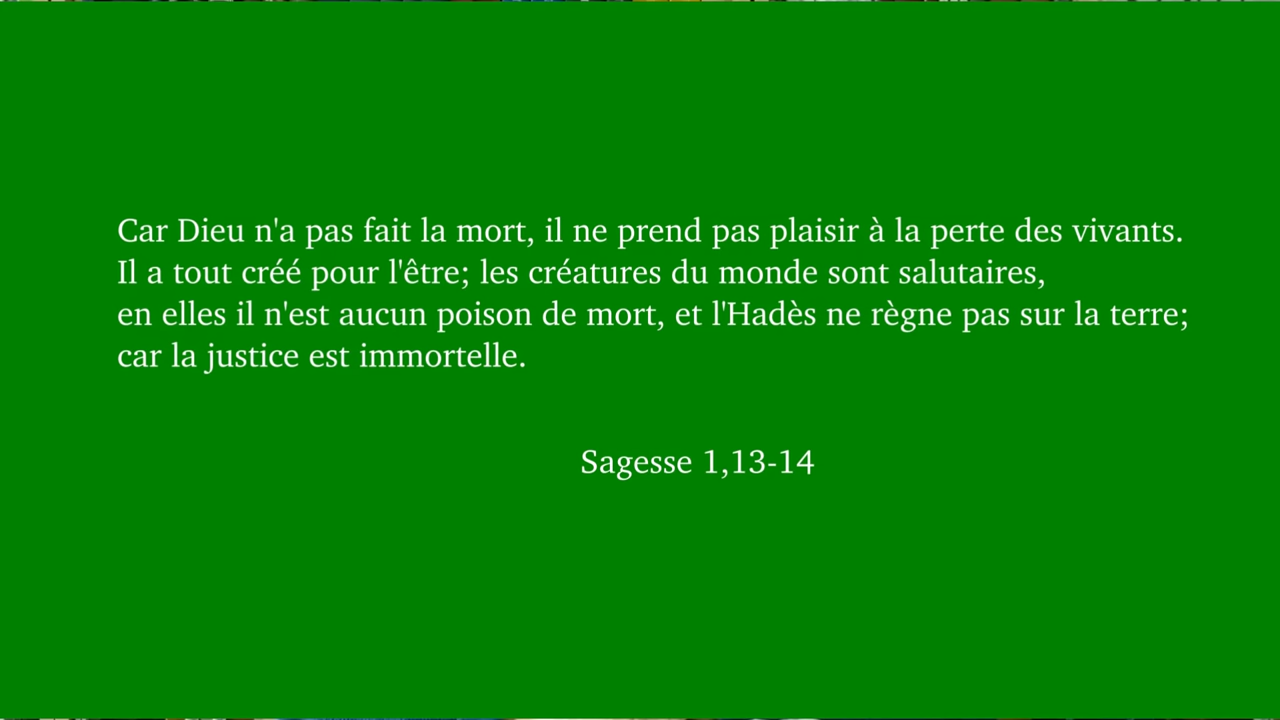 Car Dieu n'a pas fait la mort, il ne prend pas plaisir à la perte des vivants.
Il a tout créé pour l'être; les créatures du monde sont salutaires,
en elles il n'est aucun poison de mort, et l'Hadès ne règne pas sur la terre;
car la justice est immortelle.
Sagesse 1,13-14